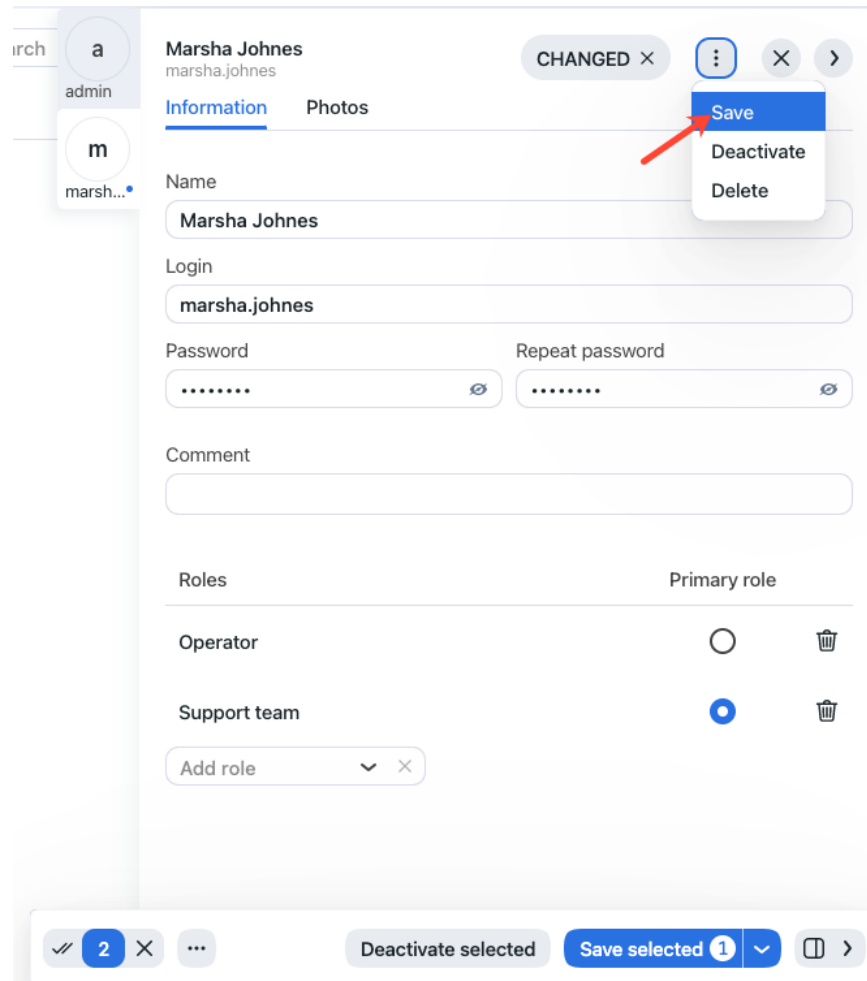 rch
a
admin
m
marsh...
Marsha Johnes
marsha.johnes
CHANGED
Information Photos
Save
Deactivate
Delete
Name
Marsha Johnes
Login
marsha.johnes
Password Repeat password
•••••••• ••••••••
Comment
Roles Primary role
Operator
Support team
Add role
2 ... Deactivate selected Save selected 1